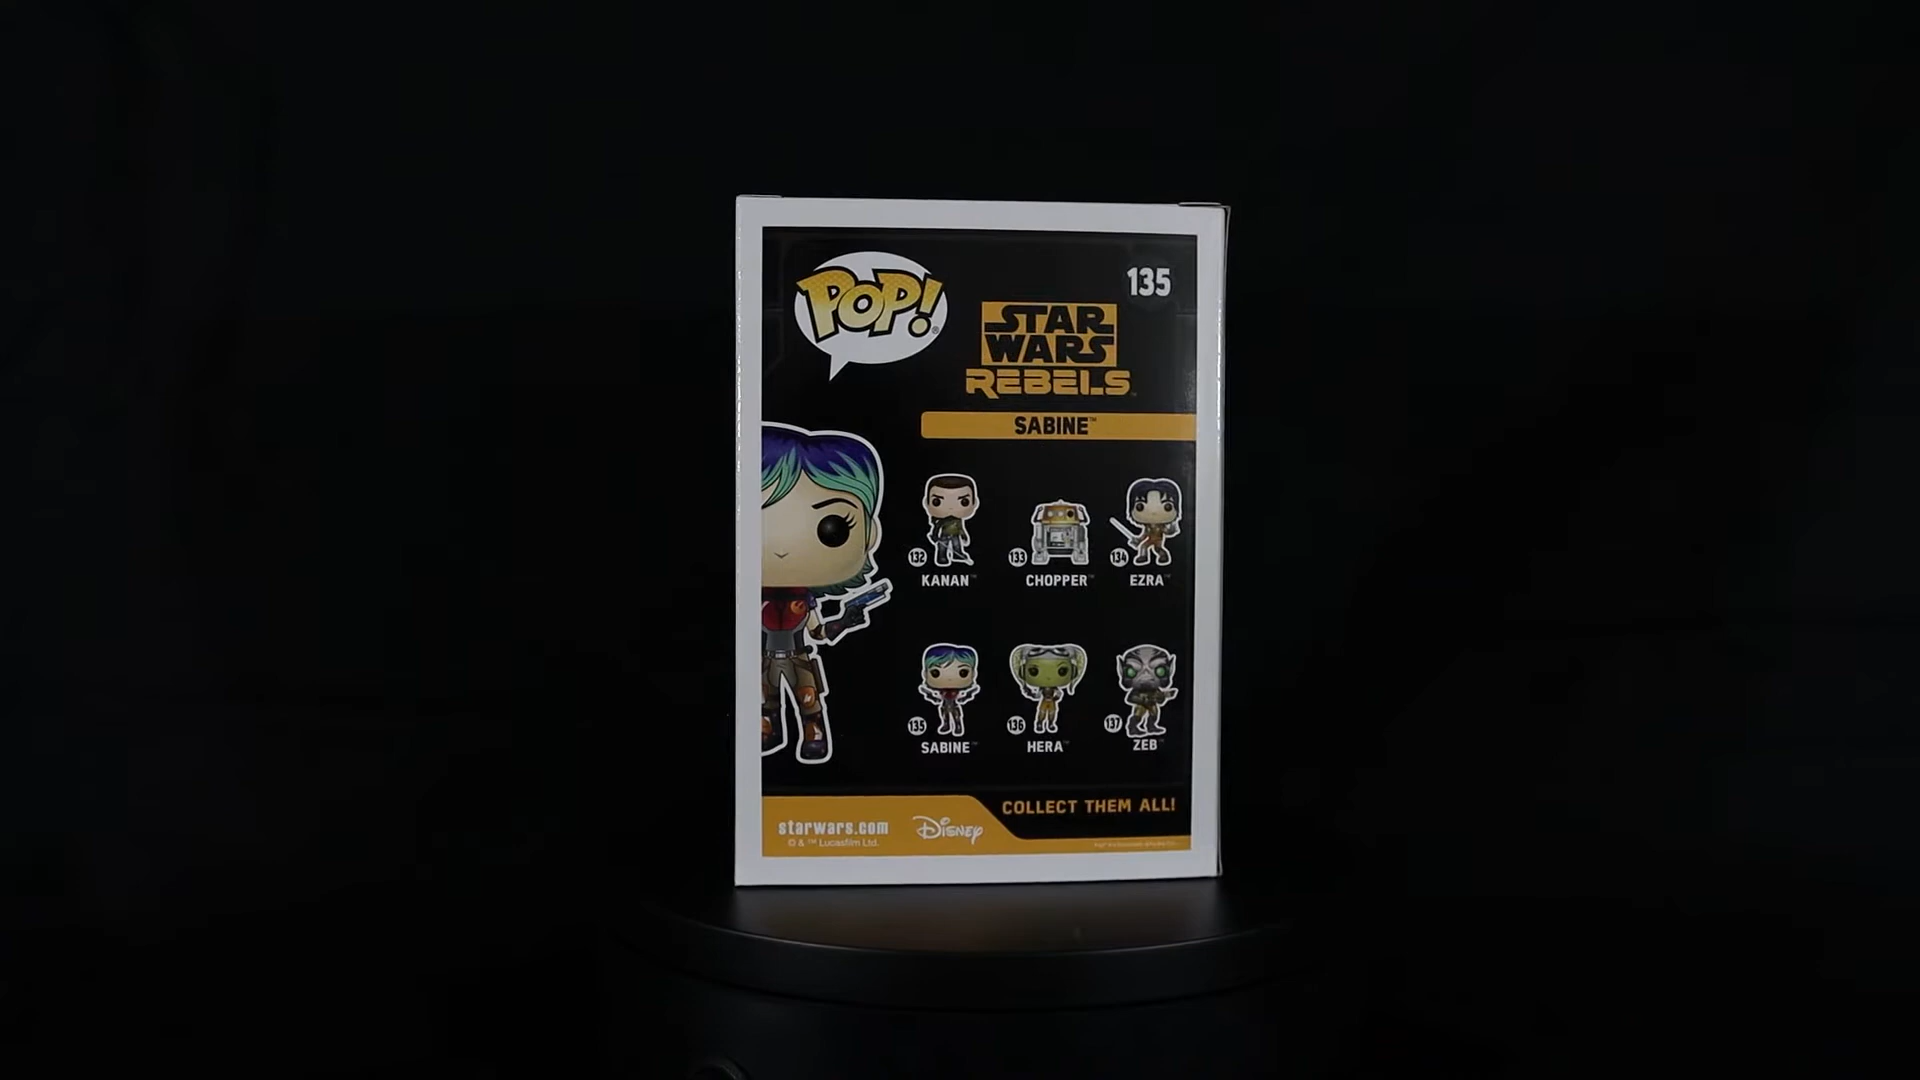 POP!
135
STAR
WARS
REBELS™
SABINE™
132
KANAN™
133
CHOPPER™
134
EZRA™
135
SABINE™
136
HERA™
137
ZEB™
COLLECT THEM ALL!
starwars.com
© & ™ Lucasfilm Ltd.
Disney